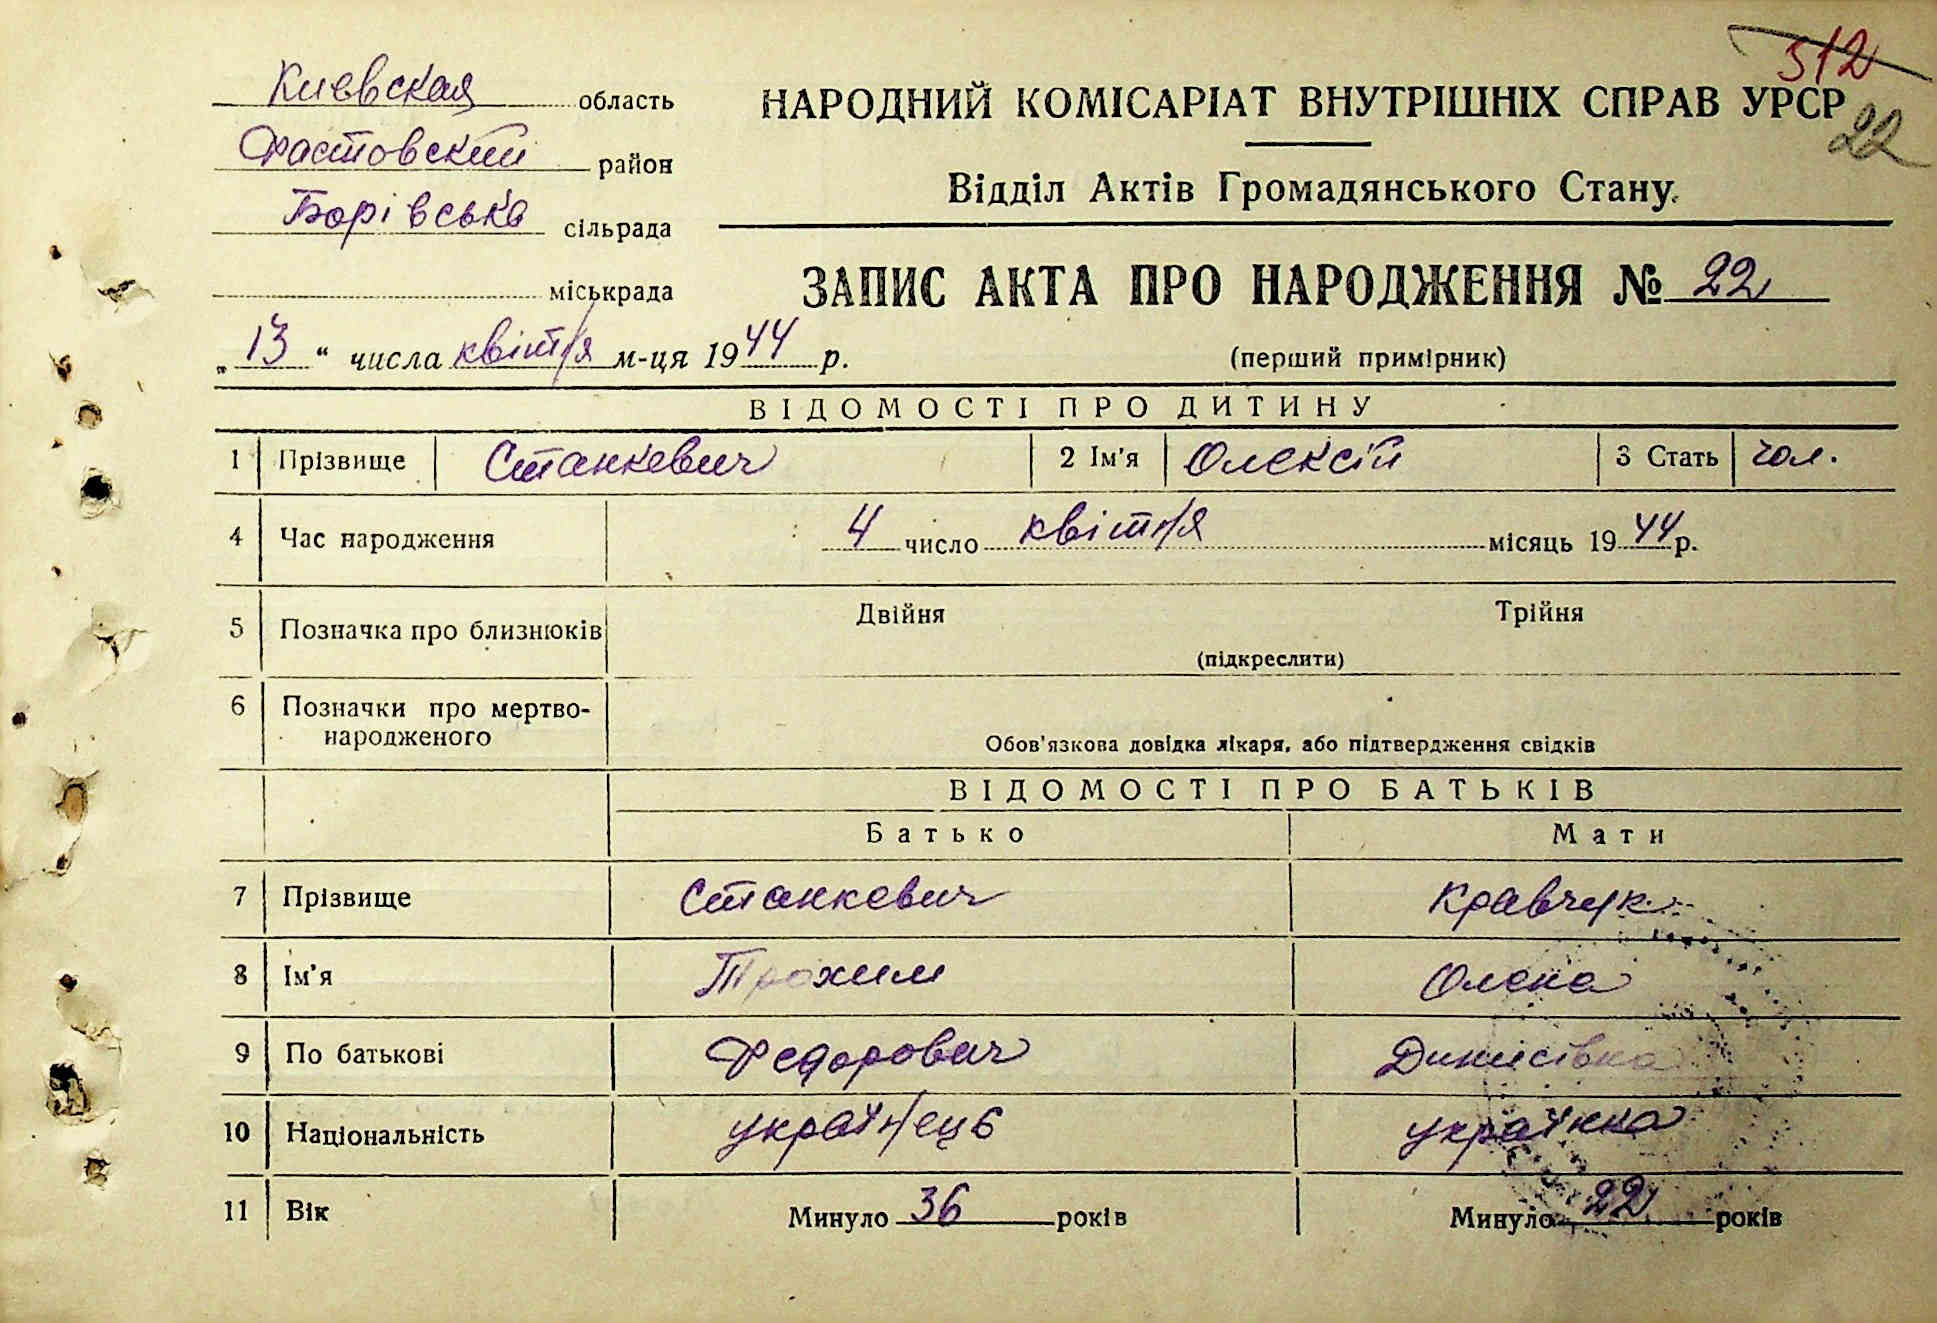 512
Киевская область
НАРОДНИЙ КОМІСАРІАТ ВНУТРІШНІХ СПРАВ УРСР
22
Фастовский район
Відділ Актів Громадянського Стану.
Борівська сільрада
міськрада
ЗАПИС АКТА ПРО НАРОДЖЕННЯ № 22
„13“ числа квітня м-ця 1944 р.
(перший примірник)
ВІДОМОСТІ ПРО ДИТИНУ
1 Прізвище Станкевич 2 Ім'я Олексій 3 Стать чол.
4 Час народження 4 число квітня місяць 1944 р.
Двійня Трійня
5 Позначка про близнюків
(підкреслити)
6 Позначки про мертво-
народженого
Обов'язкова довідка лікаря, або підтвердження свідків
ВІДОМОСТІ ПРО БАТЬКІВ
Батько Мати
7 Прізвище Станкевич Кравчук
8 Ім'я Трохим Олена
9 По батькові Федорович Динисівна
10 Національність українець українка
11 Вік Минуло 36 років Минуло 22 років